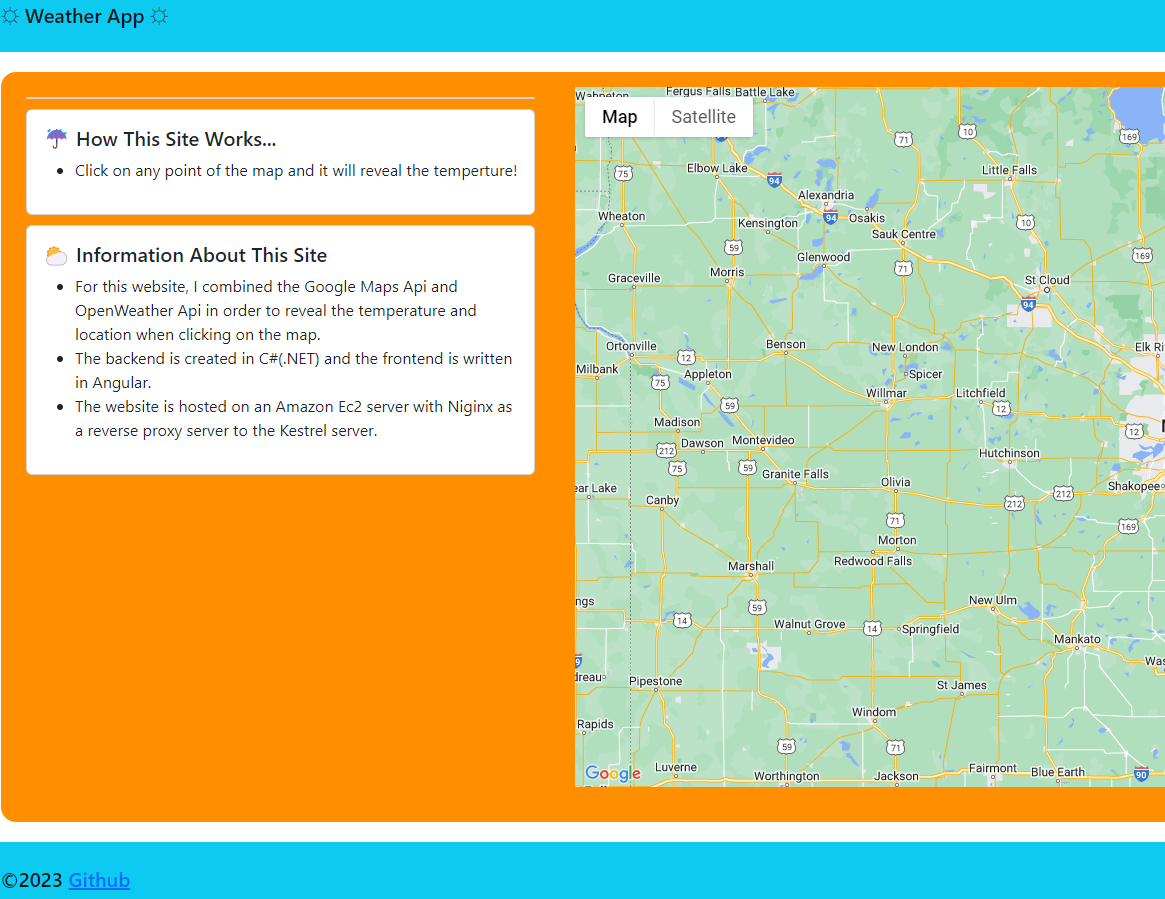 ☼ Weather App ☼
How This Site Works...
Click on any point of the map and it will reveal the temperture!
Information About This Site
For this website, I combined the Google Maps Api and
OpenWeather Api in order to reveal the temperature and
location when clicking on the map.
The backend is created in C#(.NET) and the frontend is written
in Angular.
The website is hosted on an Amazon Ec2 server with Niginx as
a reverse proxy server to the Kestrel server.
Wahpeton Fergus Falls Battle Lake
Map Satellite
10
71 169
Elbow Lake Little Falls
75 94
Alexandria
Wheaton 94 Osakis
Kensington 10
Sauk Centre
59 Glenwood 169
Graceville Morris 71 St Cloud
94
Ortonville Benson New London Elk Ri
12
Milbank Appleton Spicer
75 Willmar Litchfield
59 12
Madison 12
Dawson Montevideo
212 Hutchinson
75 59 Granite Falls
ear Lake Olivia Shakopee
Canby 212 212
71 169
Morton
Marshall Redwood Falls
ngs 59 New Ulm
14 Walnut Grove 14 Springfield
Mankato
9 Was
dreau Pipestone St James
Rapids Windom
59 71
Google Luverne Worthington Jackson Fairmont Blue Earth 90
©2023 Github